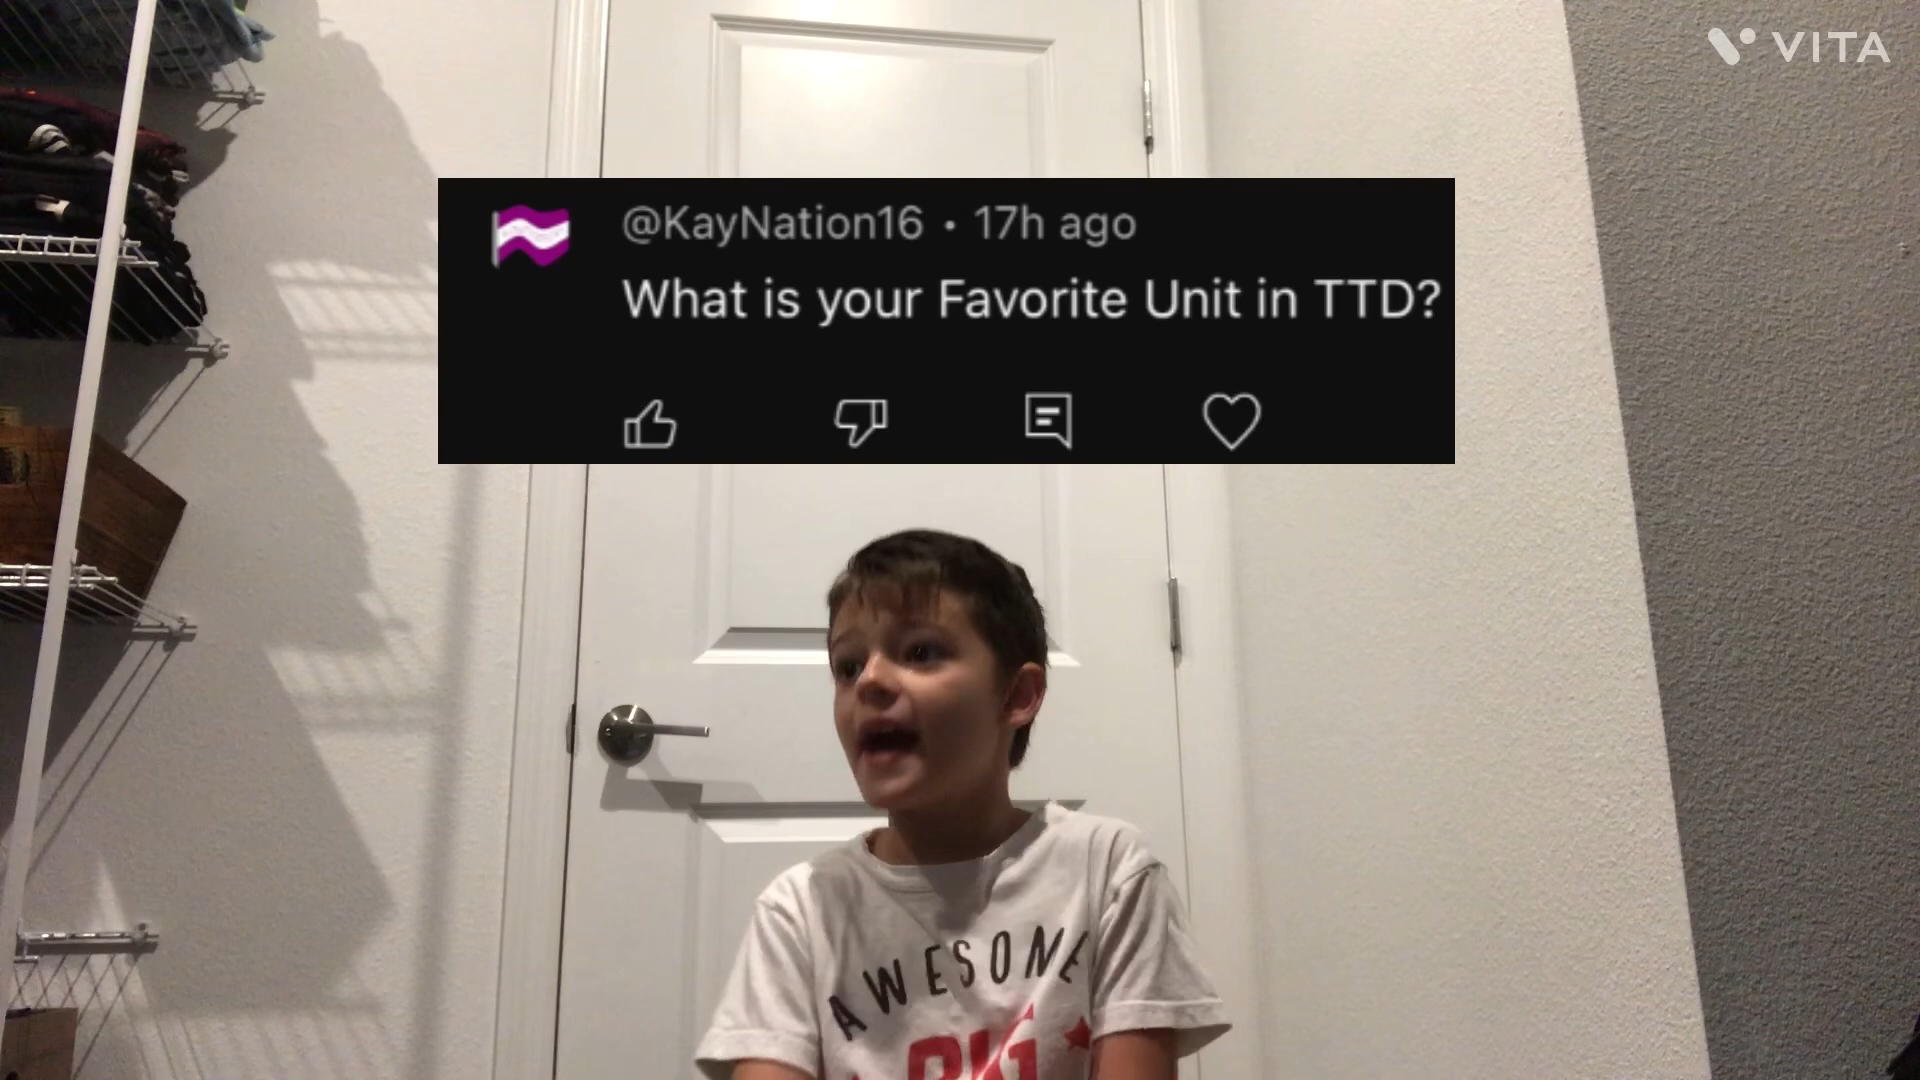 VITA
@KayNation16 • 17h ago
What is your Favorite Unit in TTD?
AWESOME